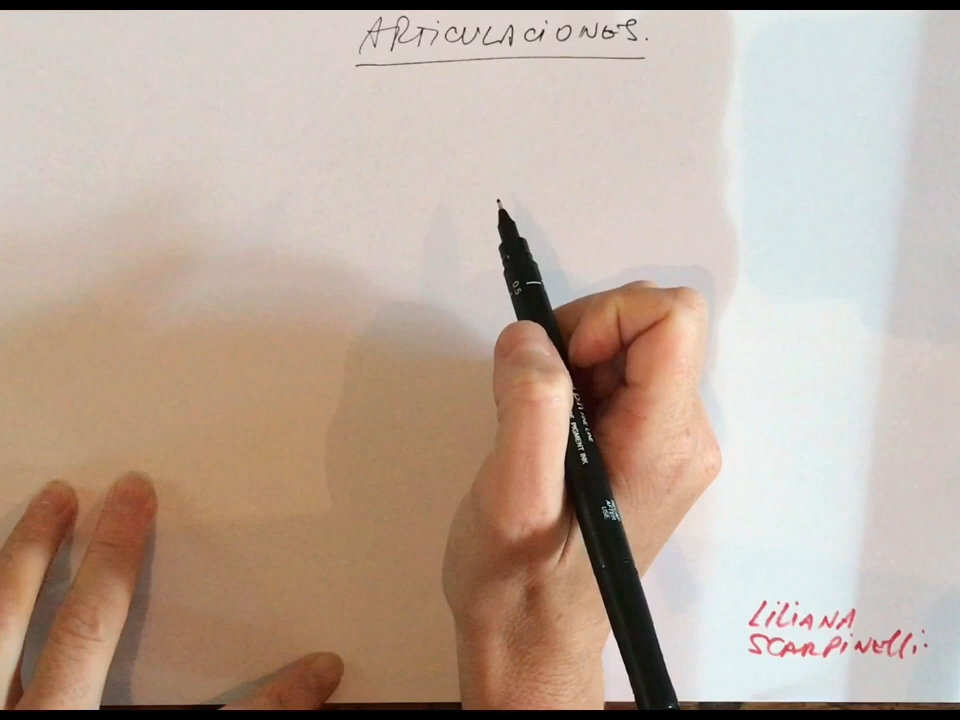 ARTiCULACiONES.
0.5
PIGMENT INK
LiLiANA
SCARPiNElli.